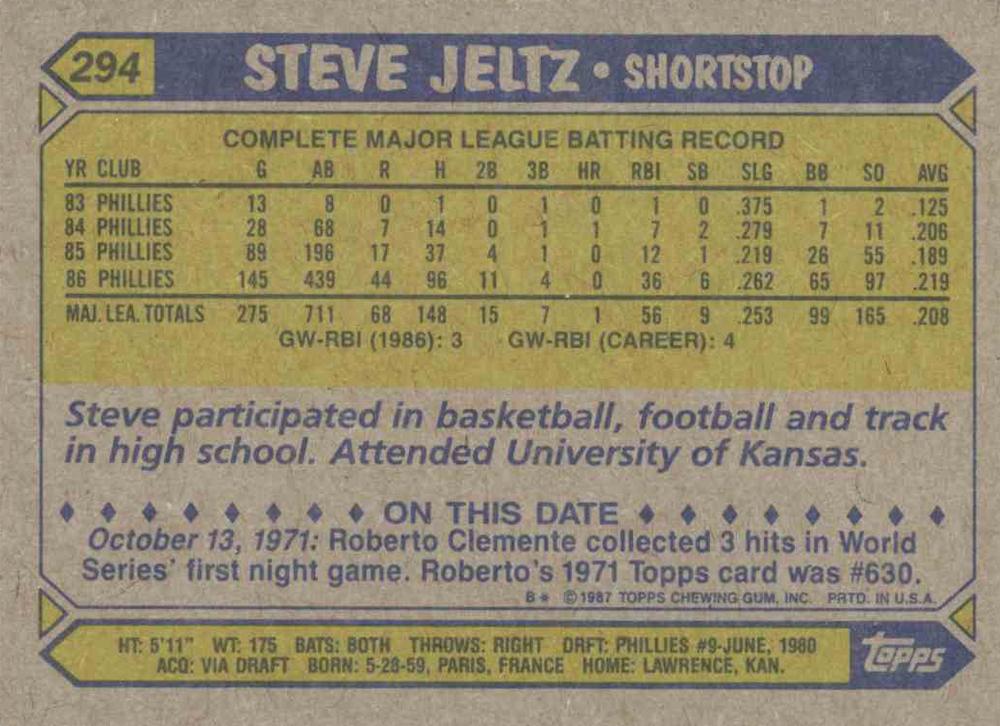 294 STEVE JELTZ • SHORTSTOP
COMPLETE MAJOR LEAGUE BATTING RECORD
YR CLUB G AB R H 2B 3B HR RBI SB SLG BB SO AVG
83 PHILLIES 13 8 0 1 0 1 0 1 0 .375 1 2 .125
84 PHILLIES 28 68 7 14 0 1 1 7 2 .279 7 11 .206
85 PHILLIES 89 196 17 37 4 1 0 12 1 .219 26 55 .189
86 PHILLIES 145 439 44 96 11 4 0 36 6 .262 65 97 .219
MAJ. LEA. TOTALS 275 711 68 148 15 7 1 56 9 .253 99 165 .208
GW-RBI (1986): 3 GW-RBI (CAREER): 4
Steve participated in basketball, football and track
in high school. Attended University of Kansas.
♦ ♦ ♦ ♦ ♦ ♦ ♦ ♦ ON THIS DATE ♦ ♦ ♦ ♦ ♦ ♦ ♦ ♦
October 13, 1971: Roberto Clemente collected 3 hits in World
Series' first night game. Roberto's 1971 Topps card was #630.
B* ©1987 TOPPS CHEWING GUM, INC. PRTD. IN U.S.A.
HT: 5'11" WT: 175 BATS: BOTH THROWS: RIGHT DRFT: PHILLIES #9-JUNE, 1980
ACQ: VIA DRAFT BORN: 5-28-59, PARIS, FRANCE HOME: LAWRENCE, KAN.
topps